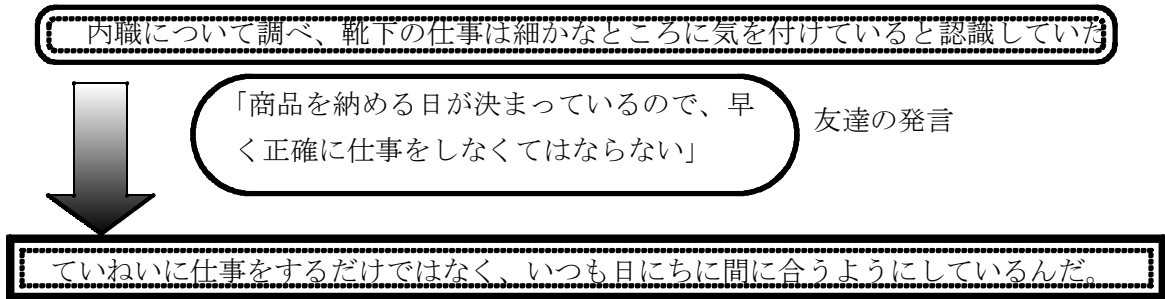 内職について調べ、靴下の仕事は細かなところに気を付けていると認識していた
「商品を納める日が決まっているので、早
く正確に仕事をしなくてはならない」
友達の発言
ていねいに仕事をするだけではなく、いつも日にちに間に合うようにしているんだ。